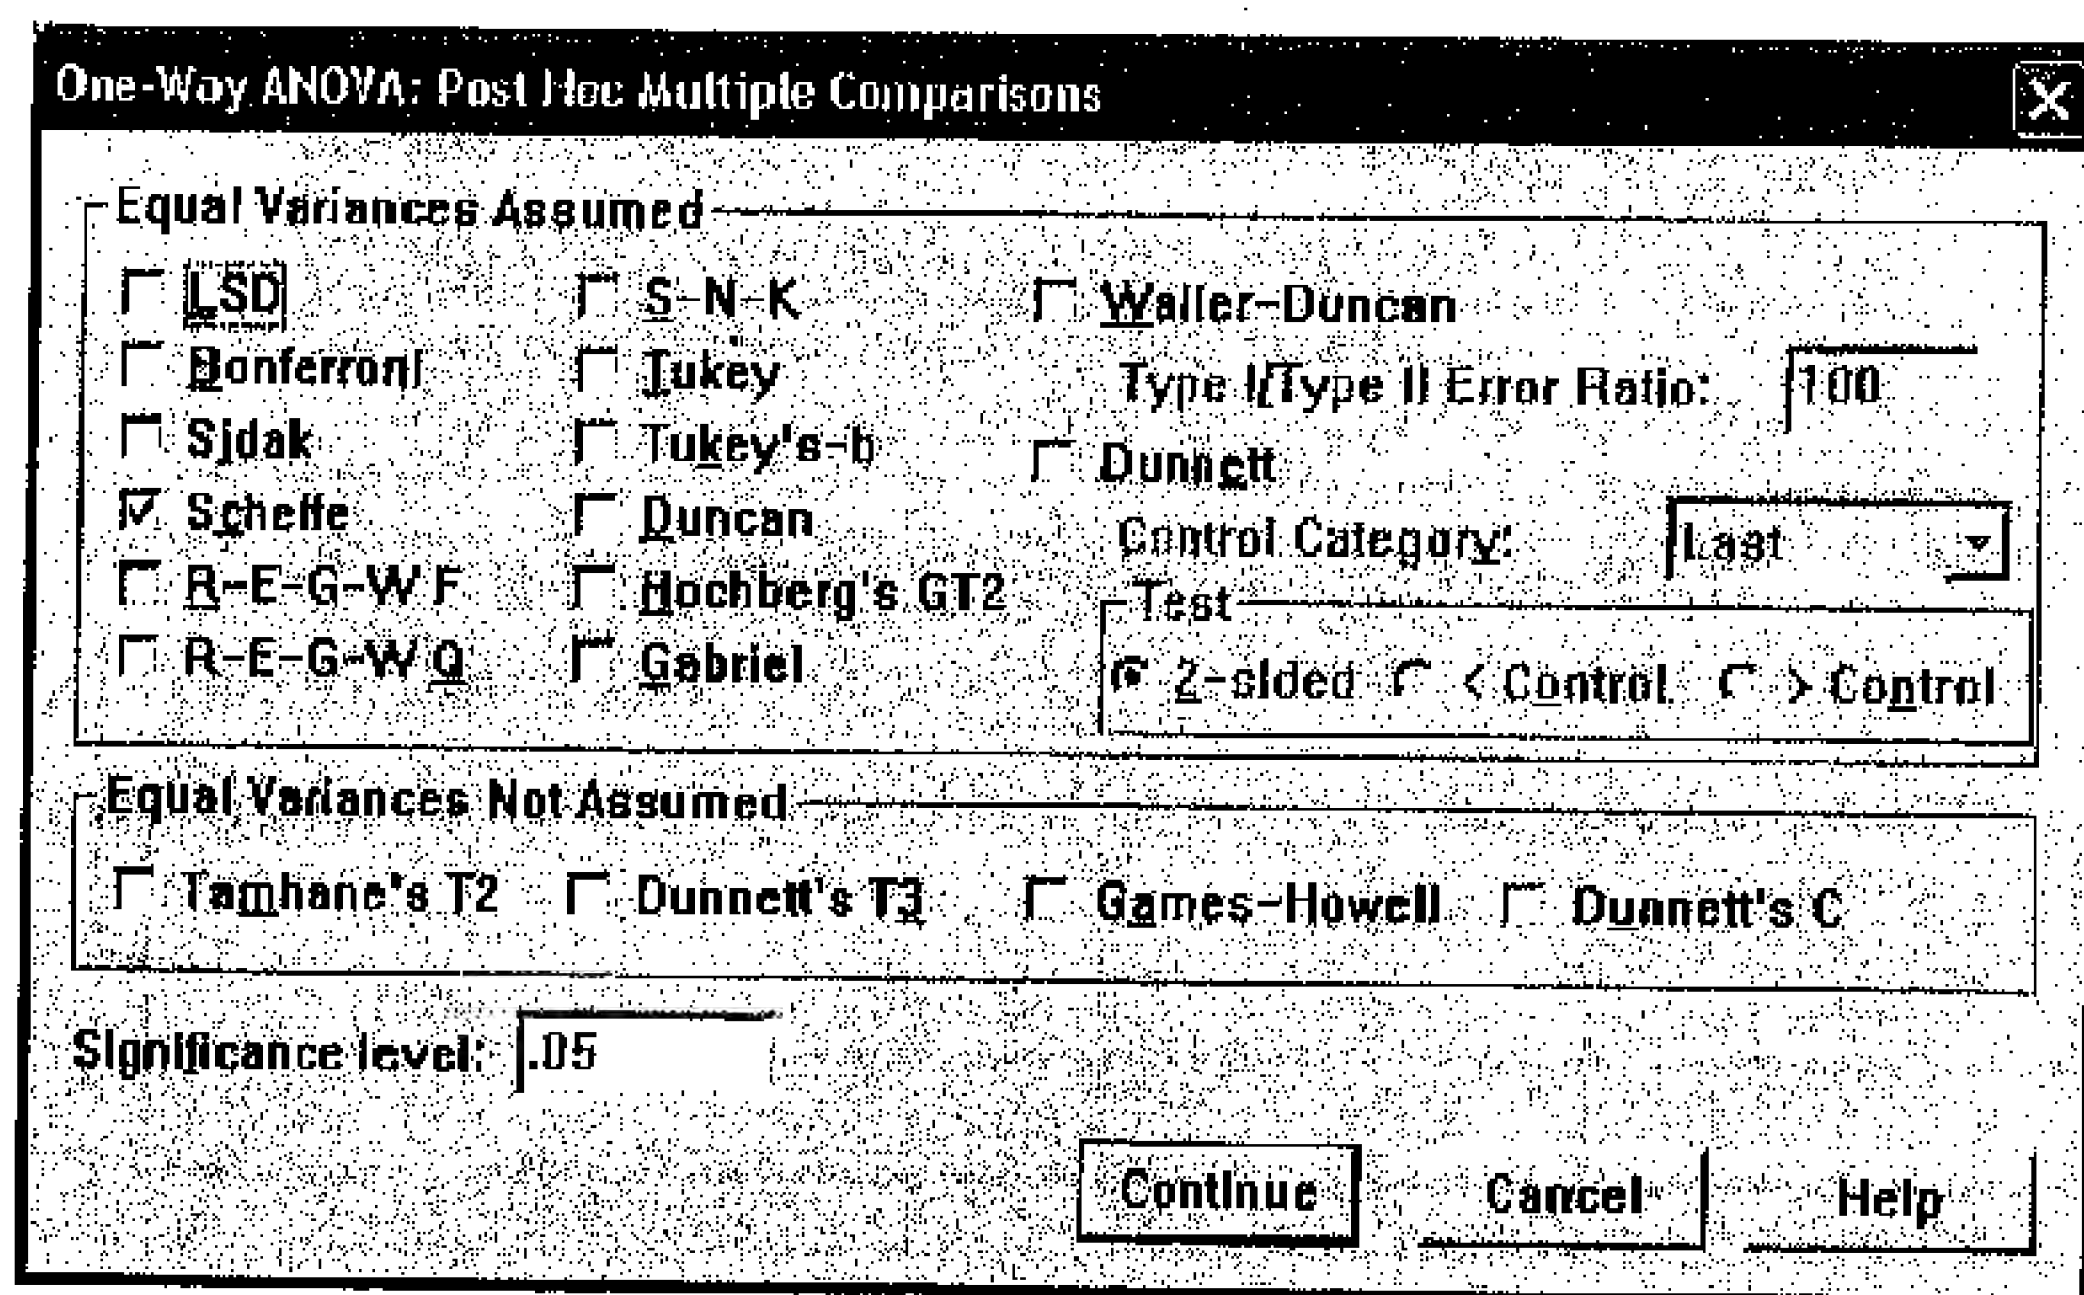 One-Way ANOVA: Post Hoc Multiple Comparisons
Equal Variances Assumed
LSD S-N-K Waller-Duncan
Bonferroni Tukey Type I/Type II Error Ratio: 100
Sidak Tukey's-b Dunnett
Scheffe Duncan Control Category: Last
R-E-G-W F Hochberg's GT2 Test
R-E-G-W Q Gabriel 2-sided < Control > Control
Equal Variances Not Assumed
Tamhane's T2 Dunnett's T3 Games-Howell Dunnett's C
Significance level: .05
Continue Cancel Help